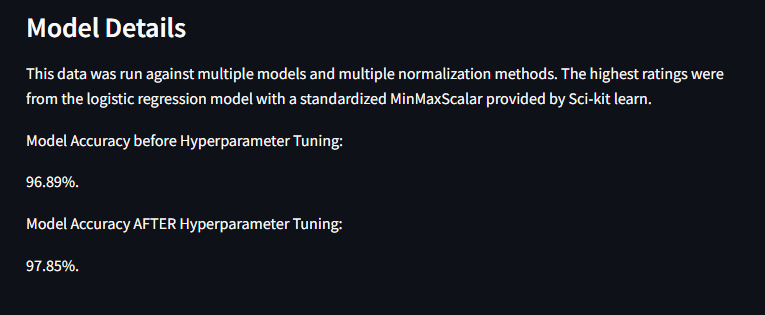 Model Details
This data was run against multiple models and multiple normalization methods. The highest ratings were
from the logistic regression model with a standardized MinMaxScalar provided by Sci-kit learn.
Model Accuracy before Hyperparameter Tuning:
96.89%.
Model Accuracy AFTER Hyperparameter Tuning:
97.85%.